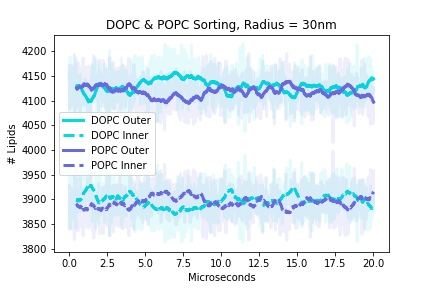 DOPC & POPC Sorting, Radius = 30nm
# Lipids
4200
4150
4100
4050
4000
3950
3900
3850
3800
DOPC Outer
DOPC Inner
POPC Outer
POPC Inner
0.0 2.5 5.0 7.5 10.0 12.5 15.0 17.5 20.0
Microseconds